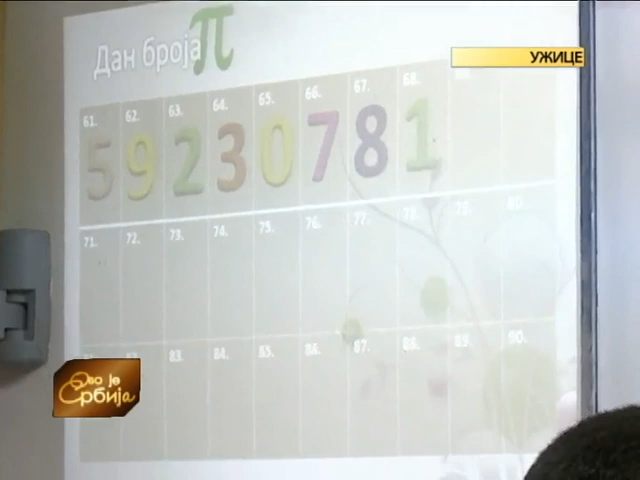 Дан броја π
УЖИЦЕ
61. 62. 63. 64. 65. 66. 67. 68.
5 9 2 3 0 7 8 1
71. 72. 73. 74. 75. 76. 77. 78. 79. 80.
83. 84. 85. 86. 87. 88. 89. 90.
Ово је
Србија